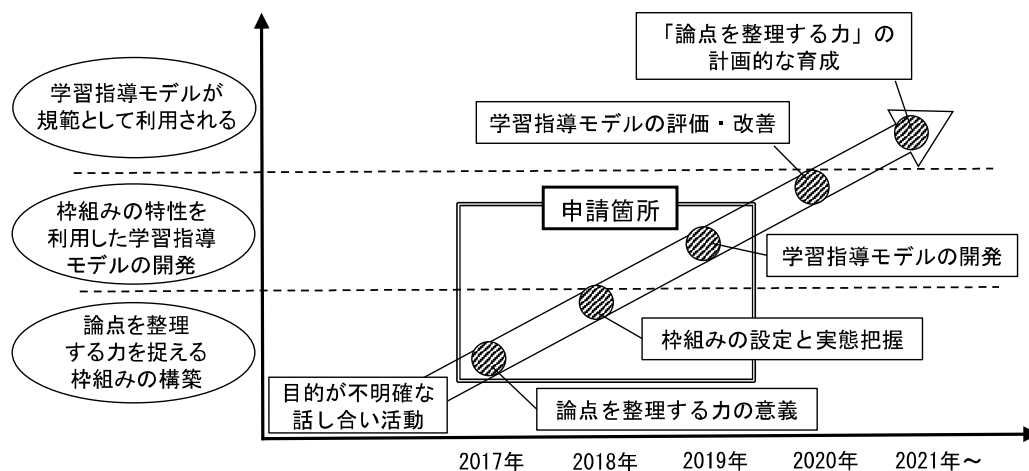 「論点を整理する力」の
計画的な育成
学習指導モデルが
規範として利用される
学習指導モデルの評価・改善
枠組みの特性を
利用した学習指導
モデルの開発
申請箇所
学習指導モデルの開発
論点を整理
する力を捉える
枠組みの構築
枠組みの設定と実態把握
目的が不明確な
話し合い活動
論点を整理する力の意義
2017年
2018年
2019年
2020年
2021年～